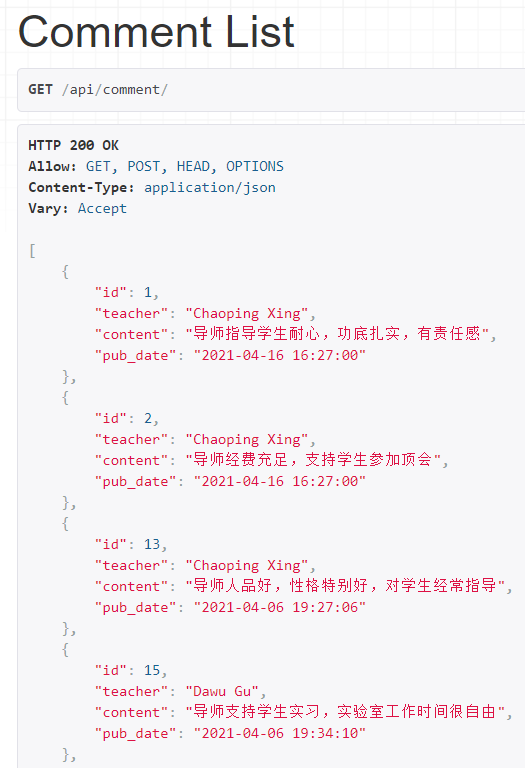 Comment List
GET /api/comment/
HTTP 200 OK
Allow: GET, POST, HEAD, OPTIONS
Content-Type: application/json
Vary: Accept
[
    {
        "id": 1,
        "teacher": "Chaoping Xing",
        "content": "导师指导学生耐心，功底扎实，有责任感",
        "pub_date": "2021-04-16 16:27:00"
    },
    {
        "id": 2,
        "teacher": "Chaoping Xing",
        "content": "导师经费充足，支持学生参加顶会",
        "pub_date": "2021-04-16 16:27:00"
    },
    {
        "id": 13,
        "teacher": "Chaoping Xing",
        "content": "导师人品好，性格特别好，对学生经常指导",
        "pub_date": "2021-04-06 19:27:06"
    },
    {
        "id": 15,
        "teacher": "Dawu Gu",
        "content": "导师支持学生实习，实验室工作时间很自由",
        "pub_date": "2021-04-06 19:34:10"
    },